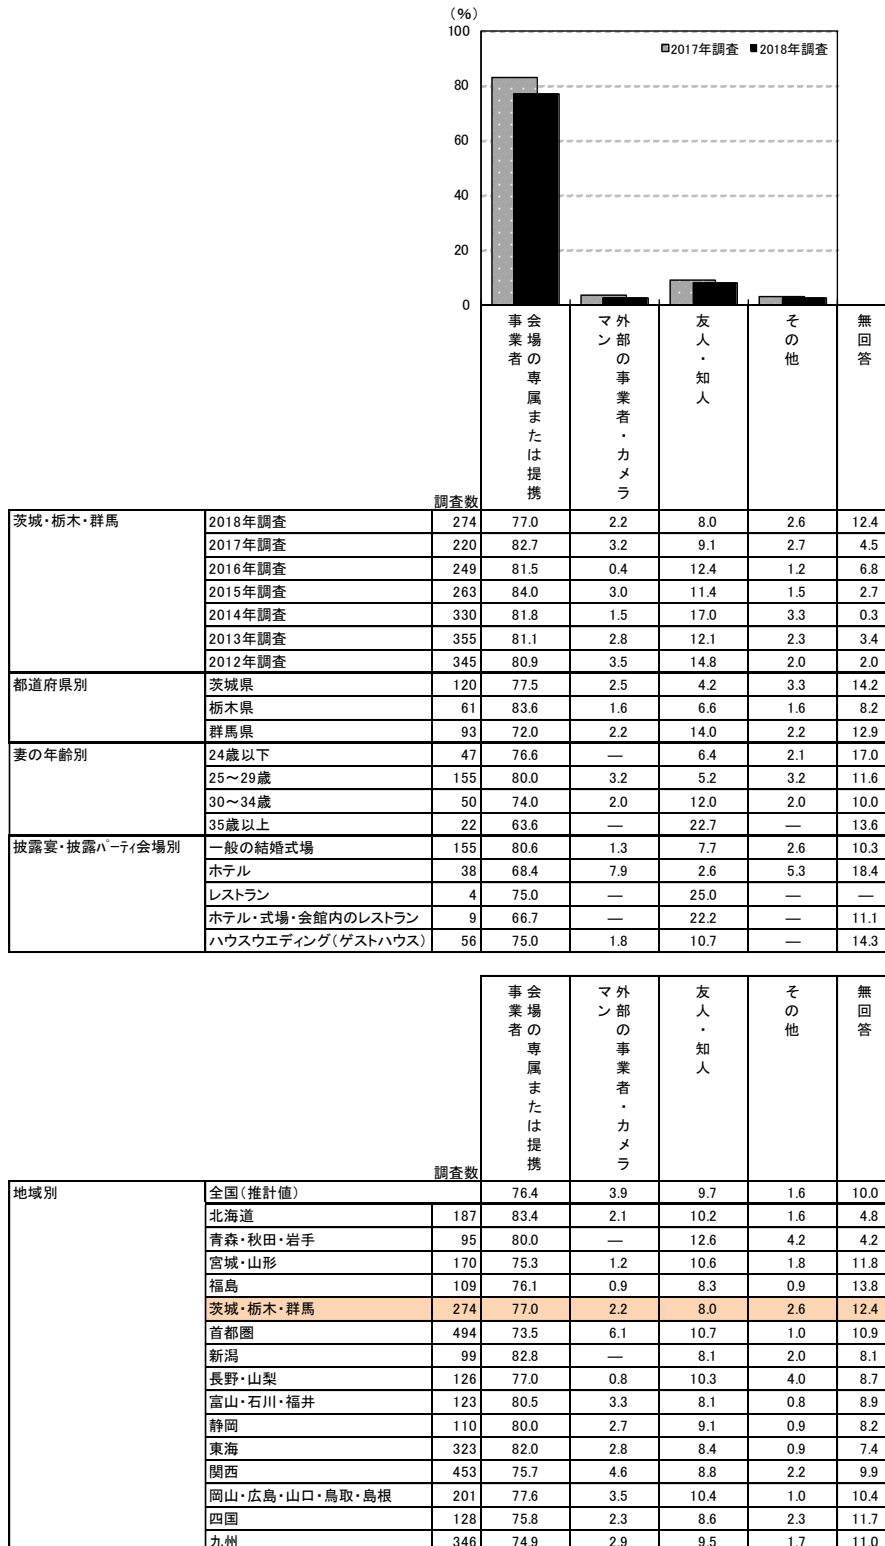 (%)
100
80
60
40
20
0
2017年調査 2018年調査
調査数 会場の専属または提携事業者 外部の事業者・カメラマン 友人・知人 その他 無回答
茨城・栃木・群馬 2018年調査 274 77.0 2.2 8.0 2.6 12.4
2017年調査 220 82.7 3.2 9.1 2.7 4.5
2016年調査 249 81.5 0.4 12.4 1.2 6.8
2015年調査 263 84.0 3.0 11.4 1.5 2.7
2014年調査 330 81.8 1.5 17.0 3.3 0.3
2013年調査 355 81.1 2.8 12.1 2.3 3.4
2012年調査 345 80.9 3.5 14.8 2.0 2.0
都道府県別 茨城県 120 77.5 2.5 4.2 3.3 14.2
栃木県 61 83.6 1.6 6.6 1.6 8.2
群馬県 93 72.0 2.2 14.0 2.2 12.9
妻の年齢別 24歳以下 47 76.6 ― 6.4 2.1 17.0
25～29歳 155 80.0 3.2 5.2 3.2 11.6
30～34歳 50 74.0 2.0 12.0 2.0 10.0
35歳以上 22 63.6 ― 22.7 ― 13.6
披露宴・披露ﾊﾟｰﾃｨ会場別 一般の結婚式場 155 80.6 1.3 7.7 2.6 10.3
ホテル 38 68.4 7.9 2.6 5.3 18.4
レストラン 4 75.0 ― 25.0 ― ―
ホテル・式場・会館内のレストラン 9 66.7 ― 22.2 ― 11.1
ハウスウエディング(ゲストハウス) 56 75.0 1.8 10.7 ― 14.3
調査数 会場の専属または提携事業者 外部の事業者・カメラマン 友人・知人 その他 無回答
地域別 全国(推計値) 76.4 3.9 9.7 1.6 10.0
北海道 187 83.4 2.1 10.2 1.6 4.8
青森・秋田・岩手 95 80.0 ― 12.6 4.2 4.2
宮城・山形 170 75.3 1.2 10.6 1.8 11.8
福島 109 76.1 0.9 8.3 0.9 13.8
茨城・栃木・群馬 274 77.0 2.2 8.0 2.6 12.4
首都圏 494 73.5 6.1 10.7 1.0 10.9
新潟 99 82.8 ― 8.1 2.0 8.1
長野・山梨 126 77.0 0.8 10.3 4.0 8.7
富山・石川・福井 123 80.5 3.3 8.1 0.8 8.9
静岡 110 80.0 2.7 9.1 0.9 8.2
東海 323 82.0 2.8 8.4 0.9 7.4
関西 453 75.7 4.6 8.8 2.2 9.9
岡山・広島・山口・鳥取・島根 201 77.6 3.5 10.4 1.0 10.4
四国 128 75.8 2.3 8.6 2.3 11.7
九州 346 74.9 2.9 9.5 1.7 11.0